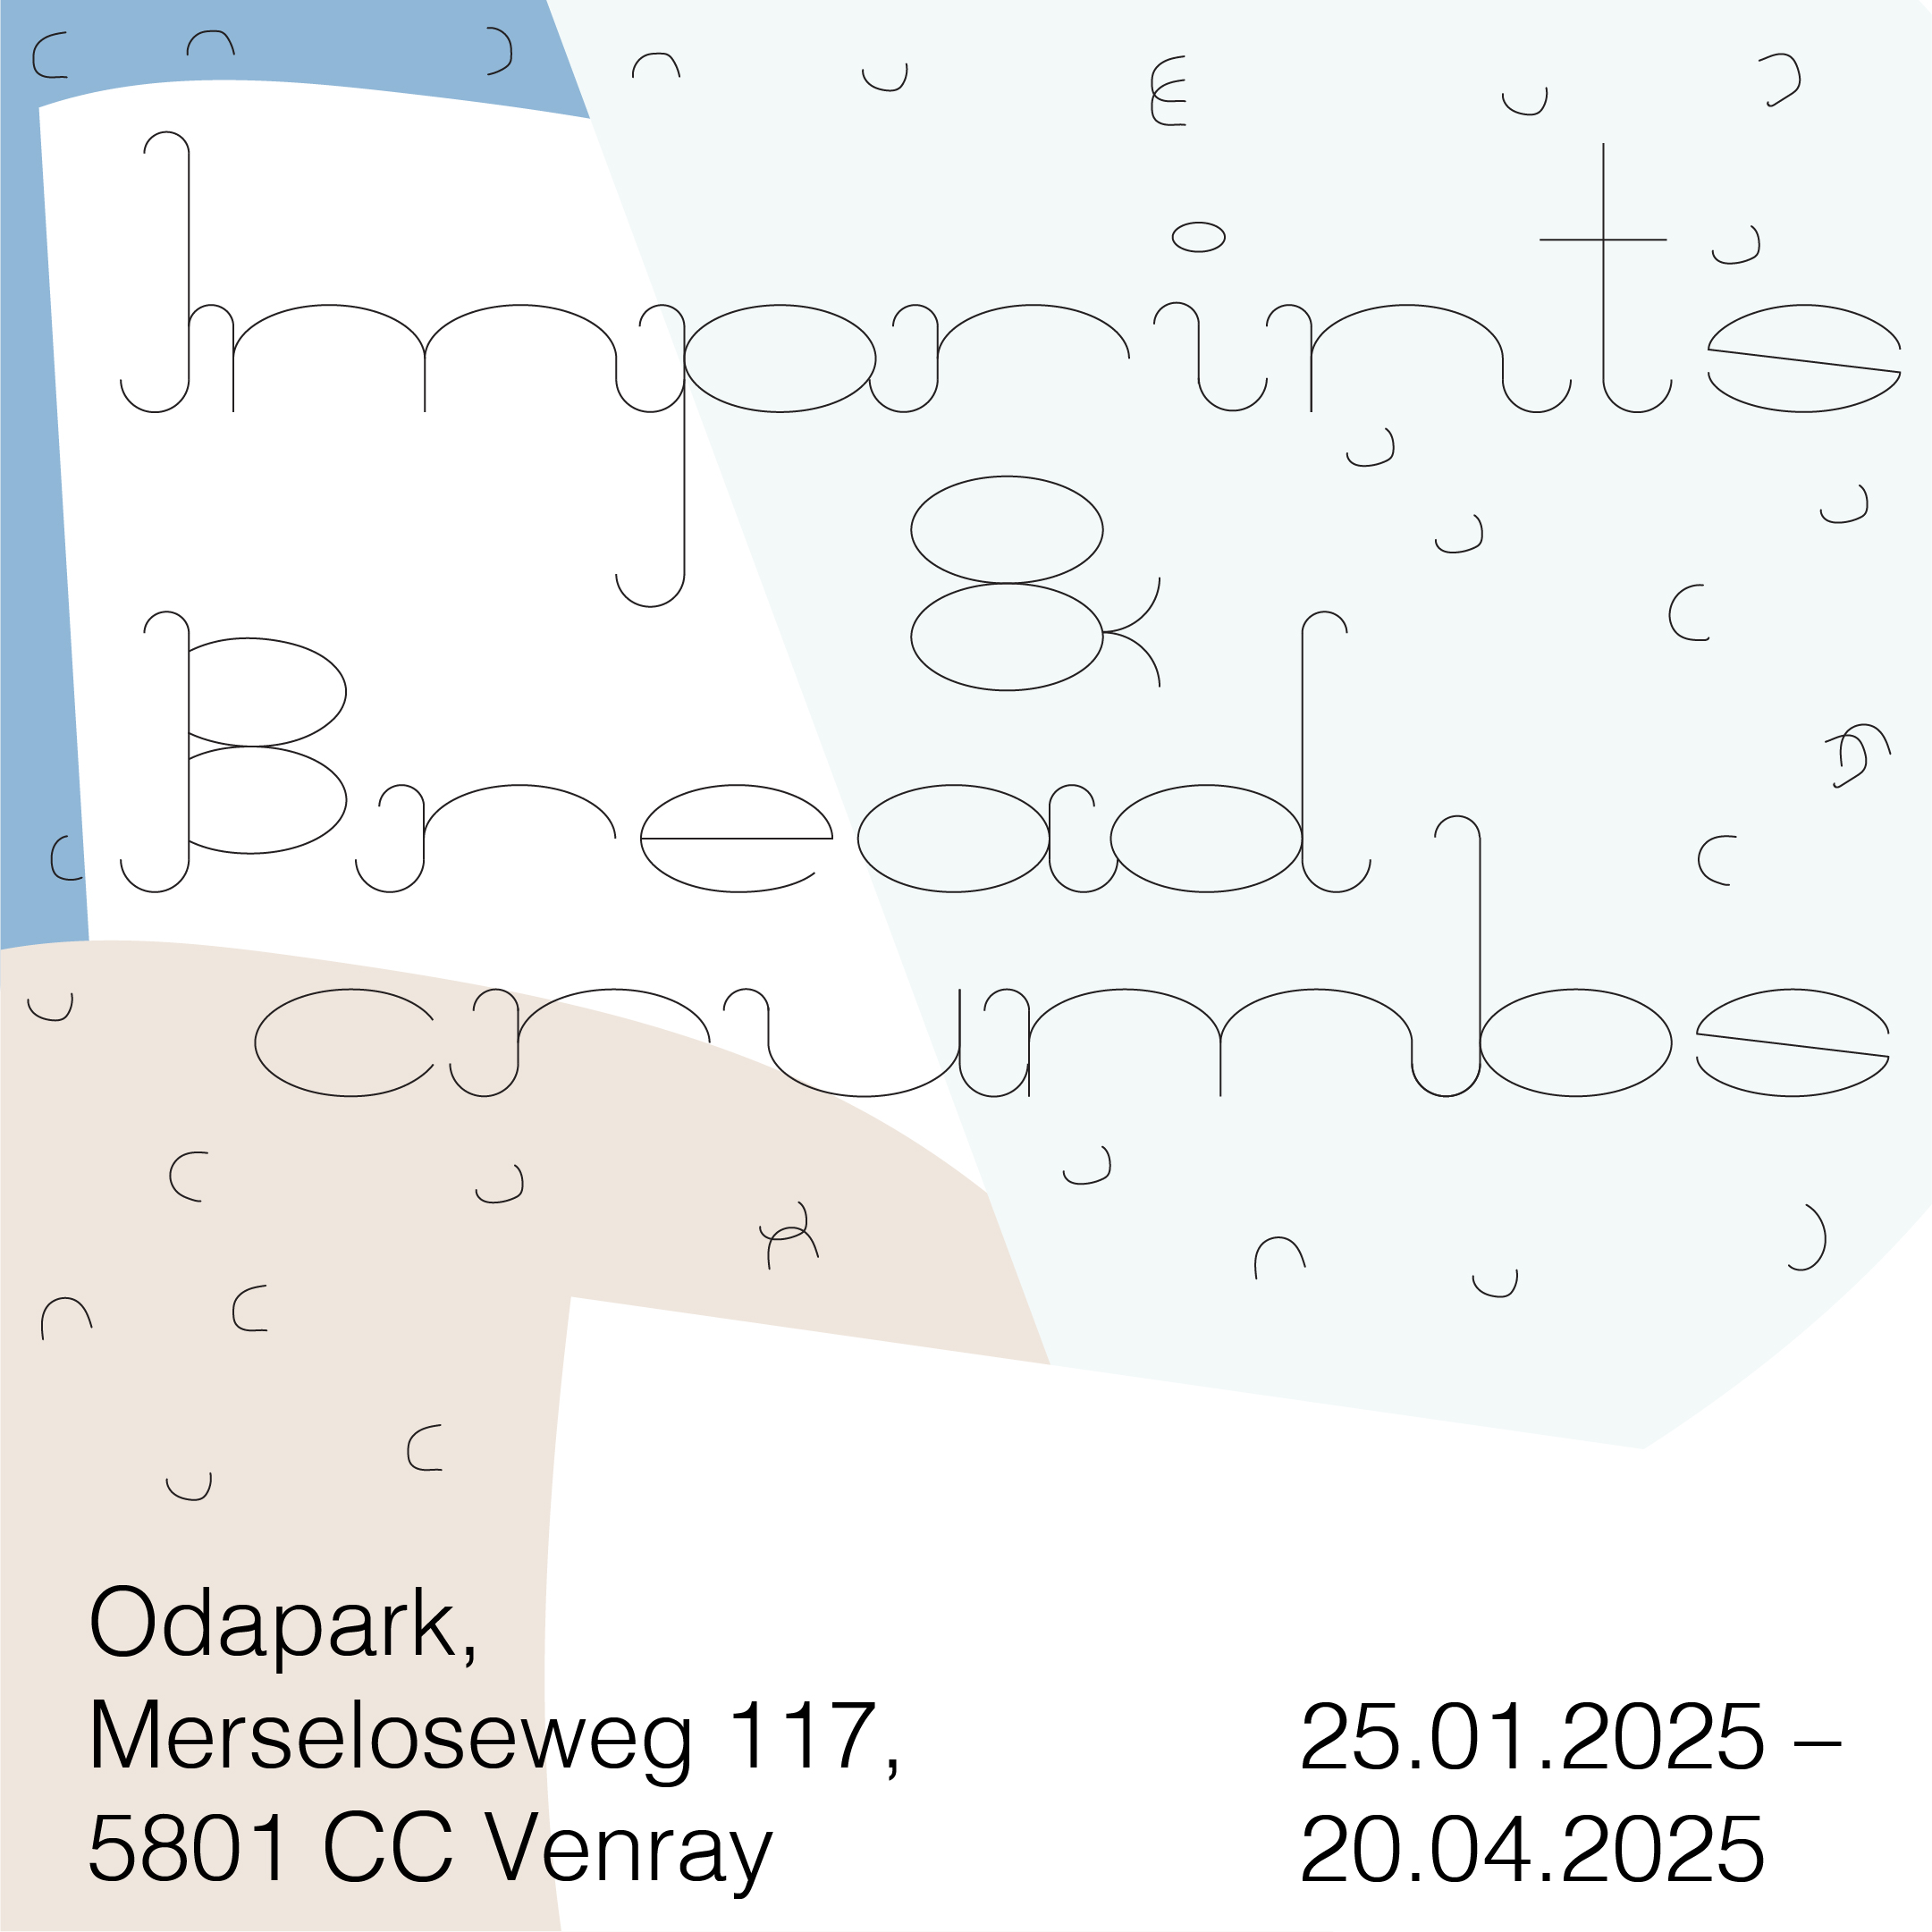 Imprints
&
Bread
crumbs
Odapark,
Merseloseweg 117,
5801 CC Venray
25.01.2025 –
20.04.2025